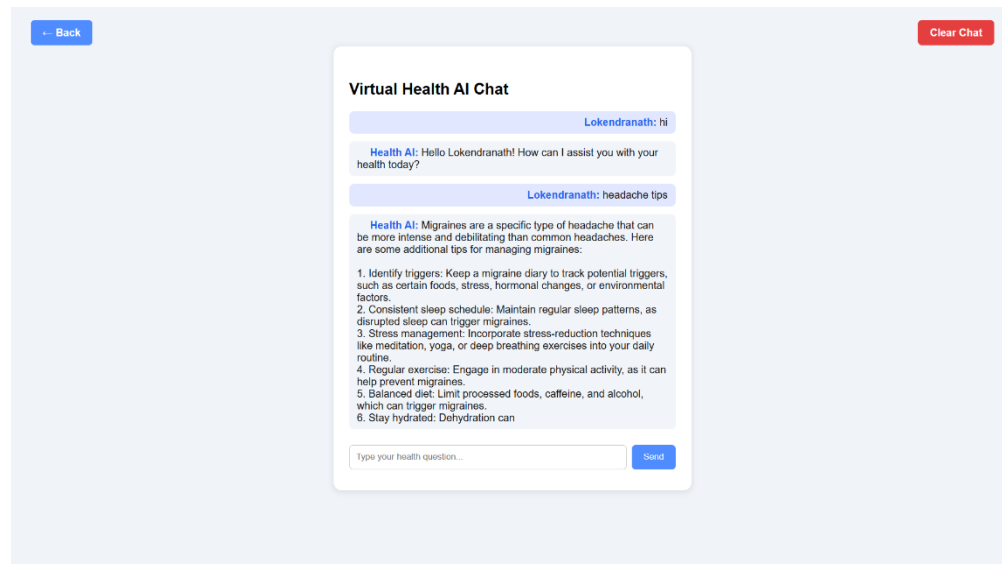 ← Back
Clear Chat
Virtual Health AI Chat
Lokendranath: hi
Health AI: Hello Lokendranath! How can I assist you with your
health today?
Lokendranath: headache tips
Health AI: Migraines are a specific type of headache that can
be more intense and debilitating than common headaches. Here
are some additional tips for managing migraines:
1. Identify triggers: Keep a migraine diary to track potential triggers,
such as certain foods, stress, hormonal changes, or environmental
factors.
2. Consistent sleep schedule: Maintain regular sleep patterns, as
disrupted sleep can trigger migraines.
3. Stress management: Incorporate stress-reduction techniques
like meditation, yoga, or deep breathing exercises into your daily
routine.
4. Regular exercise: Engage in moderate physical activity, as it can
help prevent migraines.
5. Balanced diet: Limit processed foods, caffeine, and alcohol,
which can trigger migraines.
6. Stay hydrated: Dehydration can
Type your health question...
Send